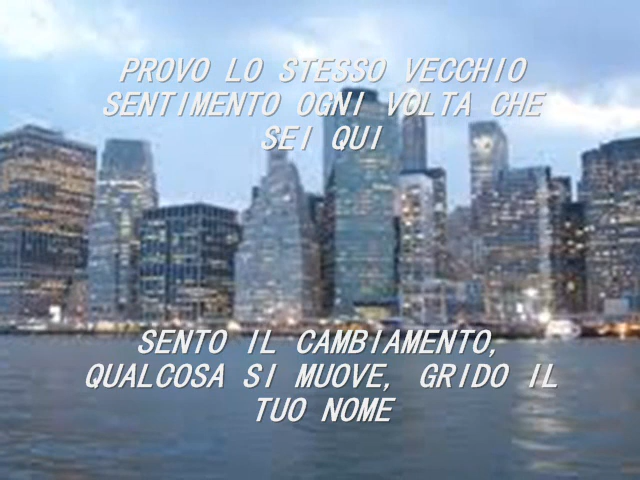 PROVO LO STESSO VECCHIO
SENTIMENTO OGNI VOLTA CHE
SEI QUI
SENTO IL CAMBIAMENTO,
QUALCOSA SI MUOVE, GRIDO IL
TUO NOME